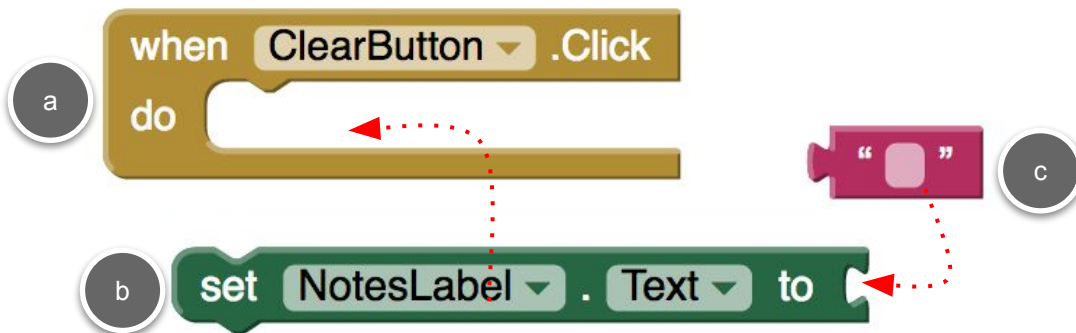 when ClearButton .Click
a
do
“ ”
c
b
set NotesLabel . Text to